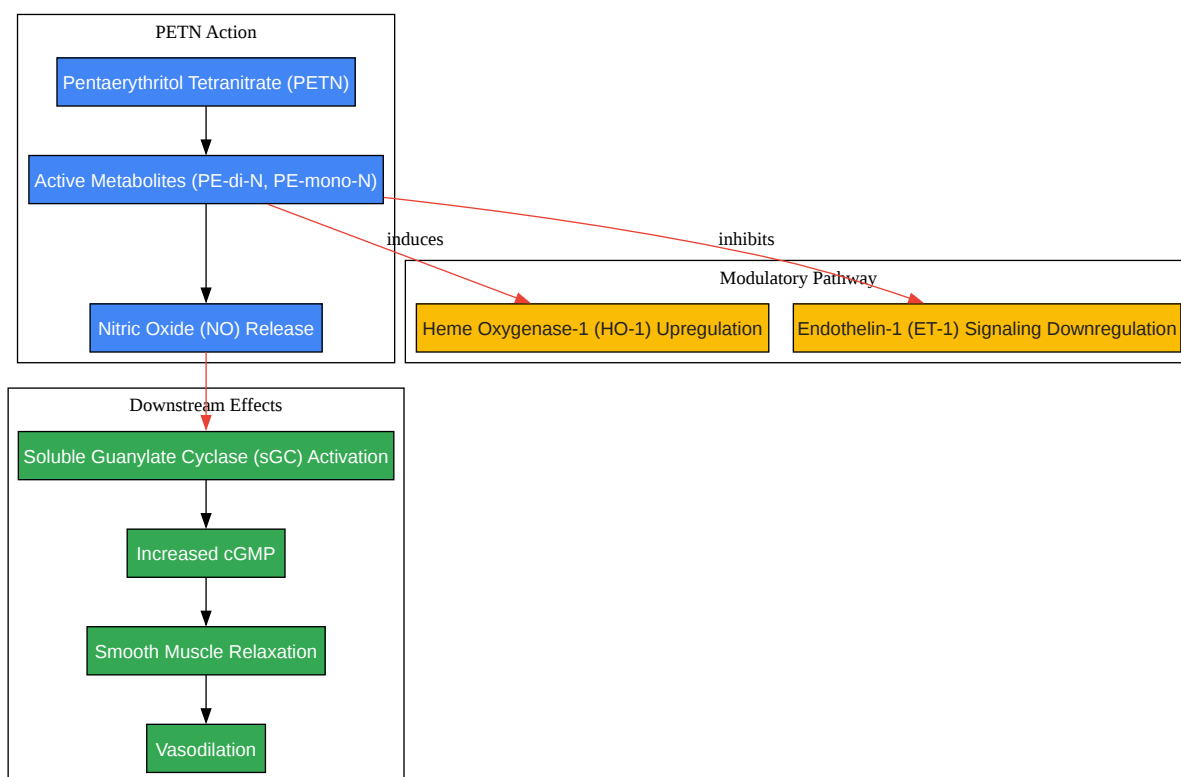 PETN Action
Pentaerythritol Tetranitrate (PETN)
Active Metabolites (PE-di-N, PE-mono-N)
induces
inhibits
Modulatory Pathway
Nitric Oxide (NO) Release
Heme Oxygenase-1 (HO-1) Upregulation
Endothelin-1 (ET-1) Signaling Downregulation
Downstream Effects
Soluble Guanylate Cyclase (sGC) Activation
Increased cGMP
Smooth Muscle Relaxation
Vasodilation